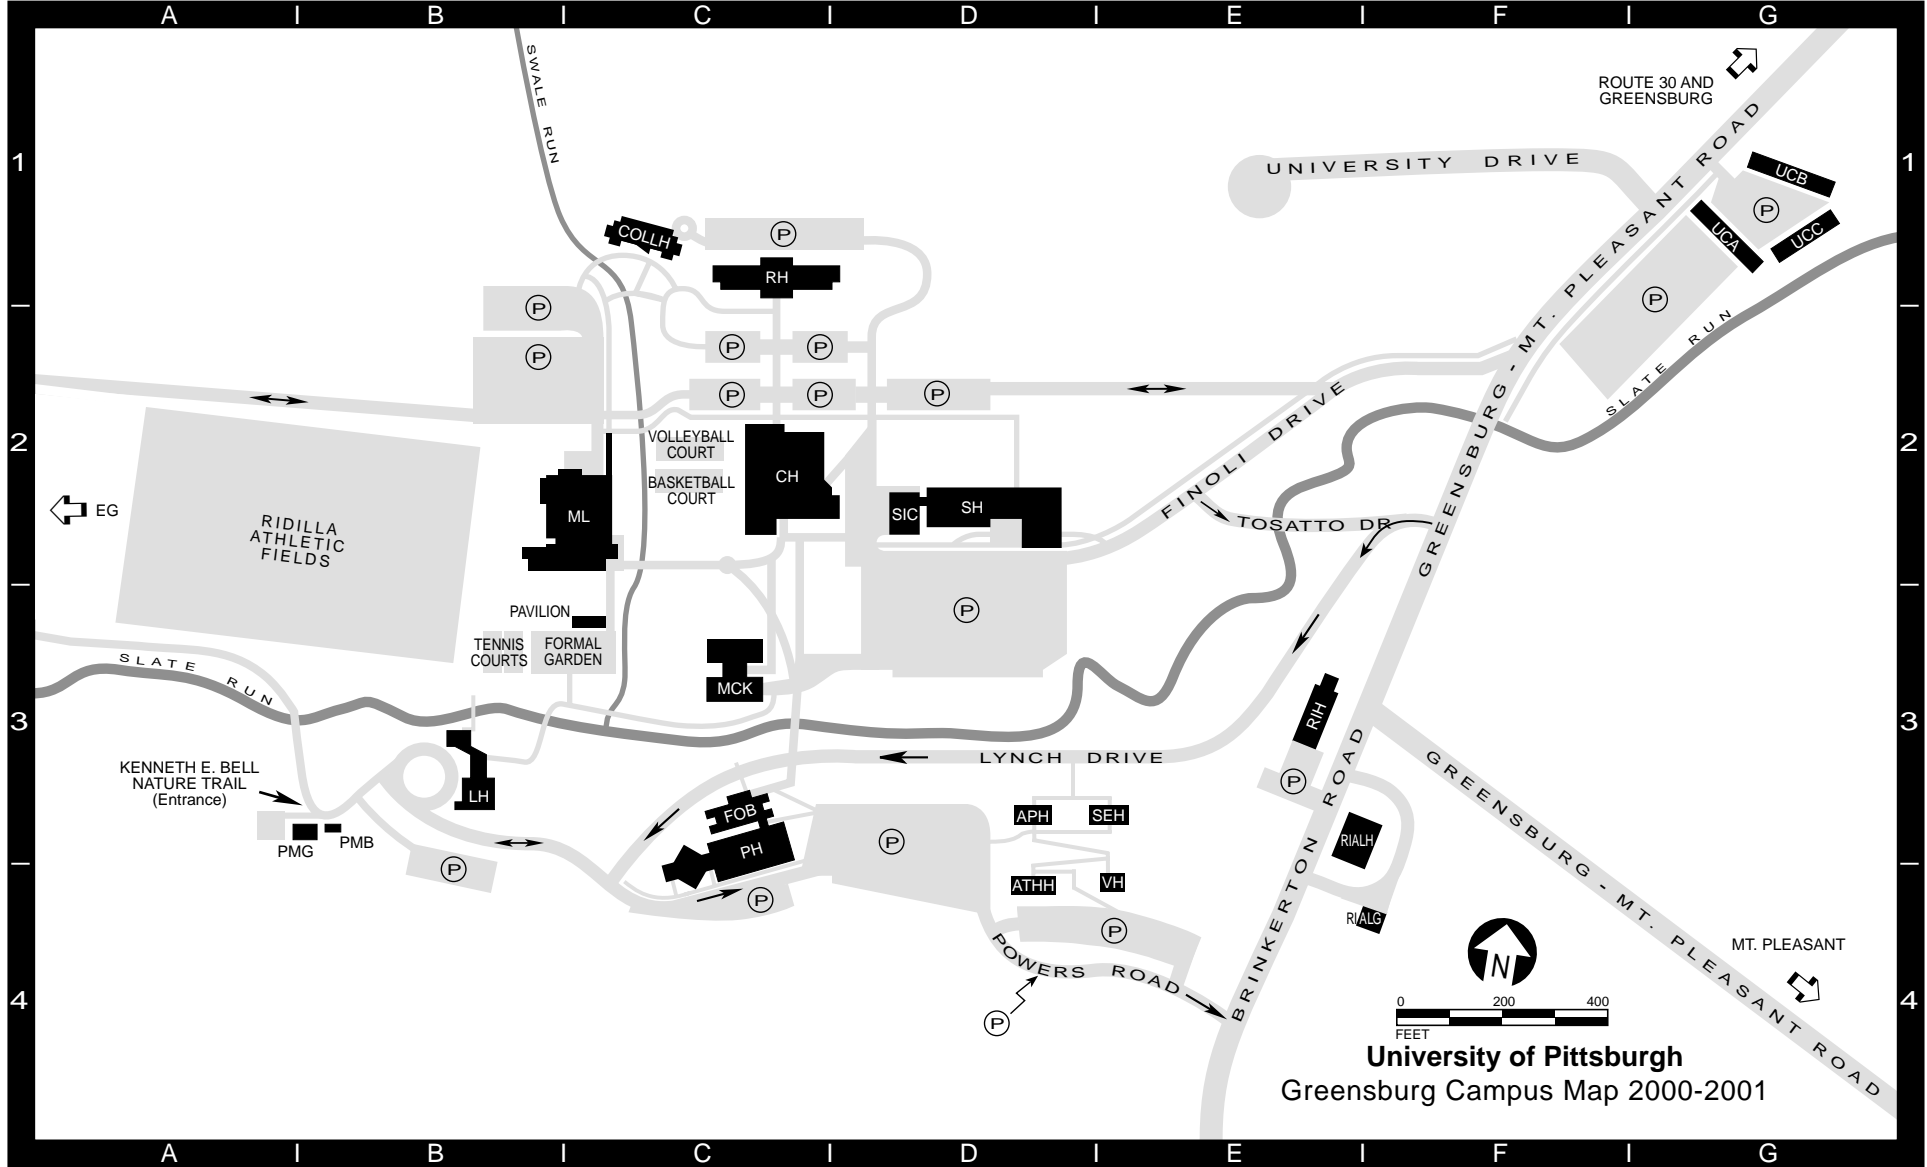 A I B I C I D I E I F I G
SWALE RUN
ROUTE 30 AND
GREENSBURG
1
1
UNIVERSITY DRIVE
GREENSBURG - MT. PLEASANT ROAD
UCB
P
UCA
UCC
COLLH
P
RH
P
P
SLATE RUN
P
P
P
P
P
P
FINOLI DRIVE
2
2
VOLLEYBALL
COURT
BASKETBALL
COURT
CH
EG
RIDILLA
ATHLETIC
FIELDS
ML
SIC
SH
TOSATTO DR
P
PAVILION
TENNIS
COURTS
FORMAL
GARDEN
SLATE RUN
MCK
RIH
3
3
LYNCH DRIVE
KENNETH E. BELL
NATURE TRAIL
(Entrance)
P
LH
FOB
APH
SEH
PMG
PMB
PH
P
RIALH
P
ATHH
VH
P
RIALG
P
BRINKERTON ROAD
GREENSBURG - MT. PLEASANT ROAD
MT. PLEASANT
POWERS ROAD
P
N
4
4
0 200 400
FEET
University of Pittsburgh
Greensburg Campus Map 2000-2001
A I B I C I D I E I F I G